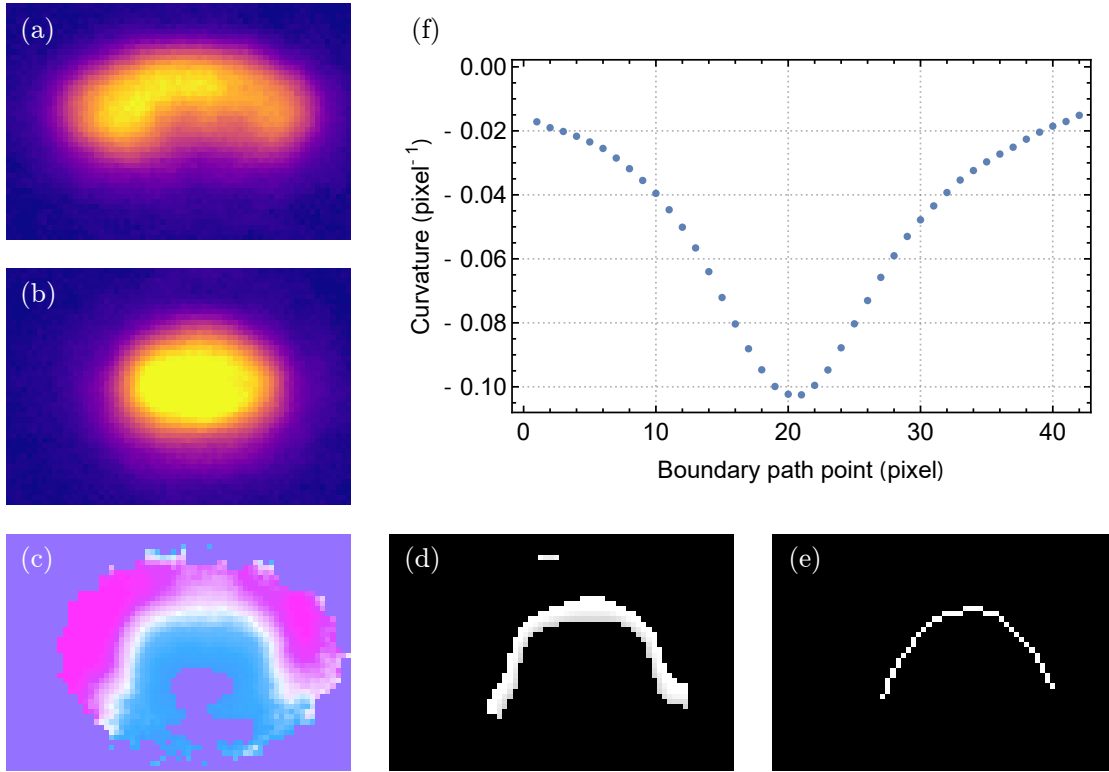 (a)
(f)
0.00
- 0.02
- 0.04
- 0.06
- 0.08
- 0.10
Curvature (pixel⁻¹)
0 10 20 30 40
Boundary path point (pixel)
(b)
(c)
(d)
(e)